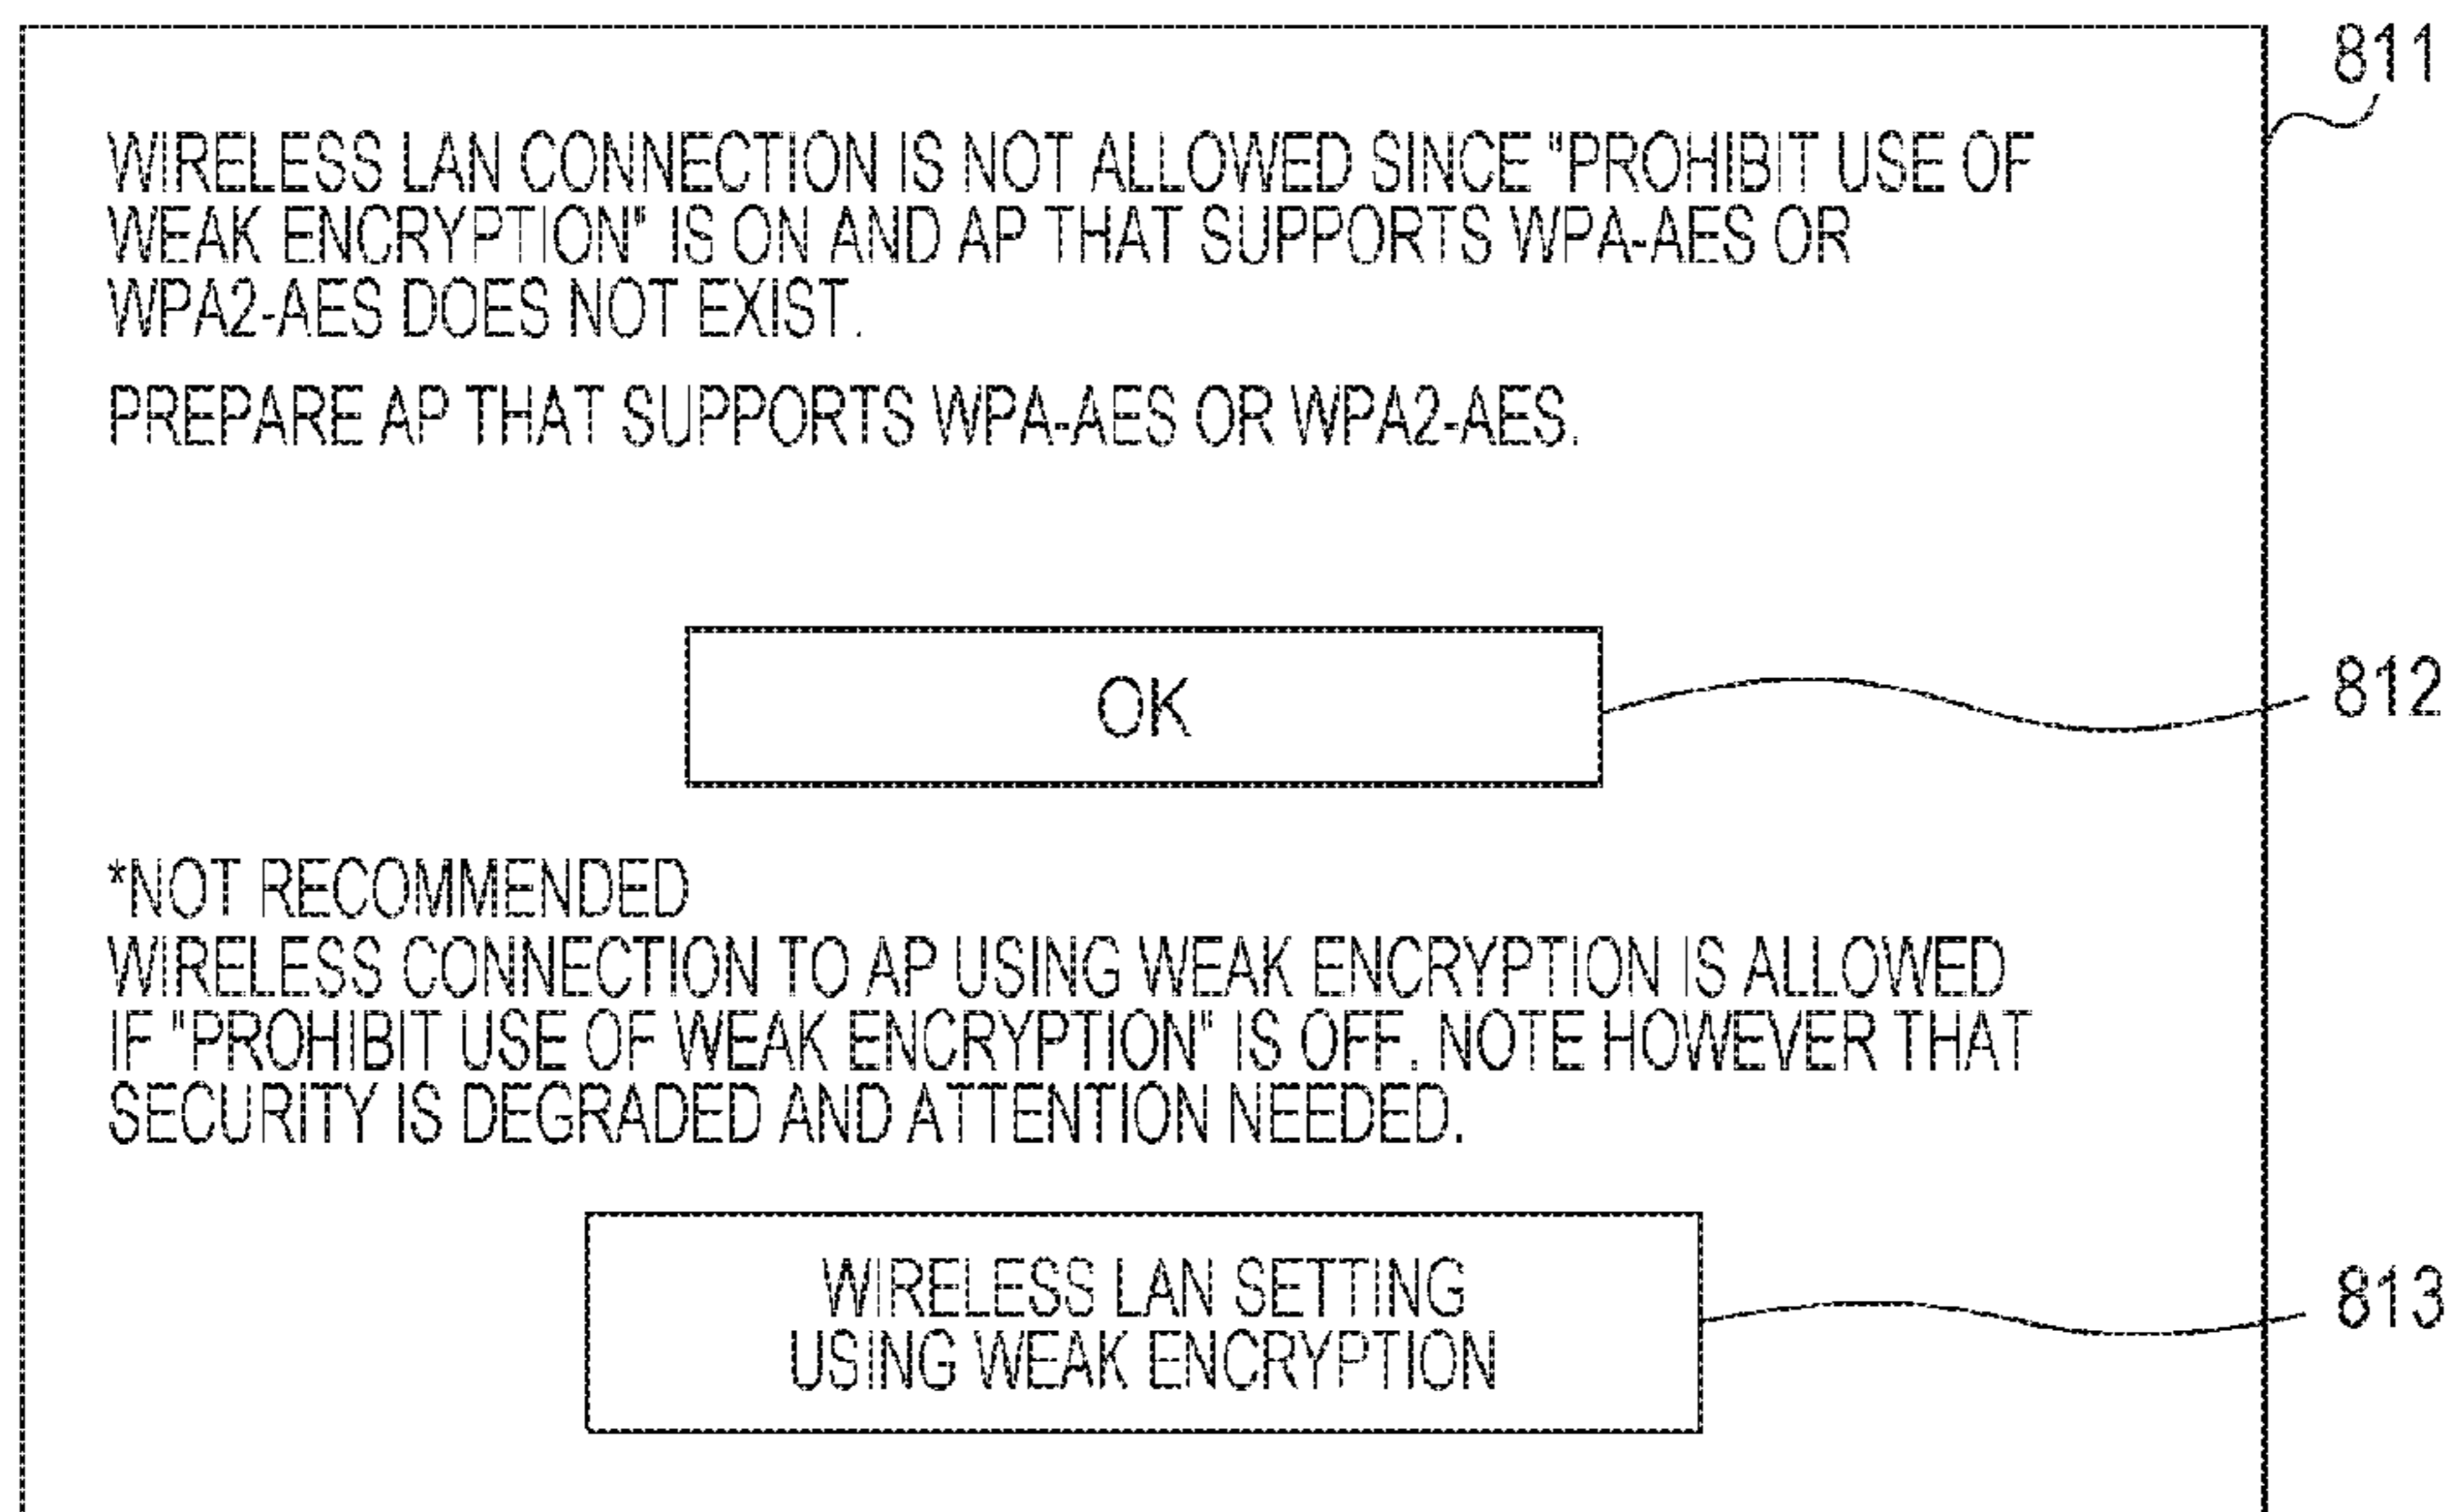 811
WIRELESS LAN CONNECTION IS NOT ALLOWED SINCE "PROHIBIT USE OF
WEAK ENCRYPTION" IS ON AND AP THAT SUPPORTS WPA-AES OR
WPA2-AES DOES NOT EXIST.
PREPARE AP THAT SUPPORTS WPA-AES OR WPA2-AES.
OK
812
*NOT RECOMMENDED
WIRELESS CONNECTION TO AP USING WEAK ENCRYPTION IS ALLOWED
IF "PROHIBIT USE OF WEAK ENCRYPTION" IS OFF. NOTE HOWEVER THAT
SECURITY IS DEGRADED AND ATTENTION NEEDED.
WIRELESS LAN SETTING
USING WEAK ENCRYPTION
813